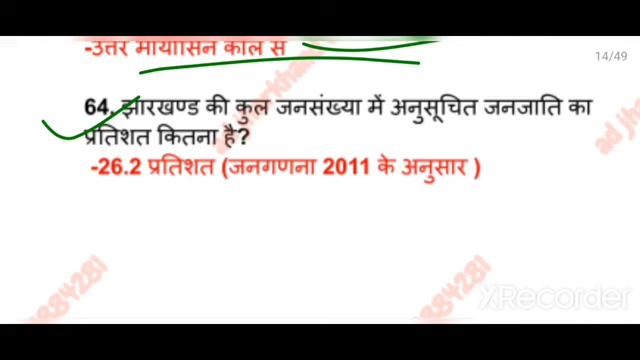 -उत्तर मायोसिन काल से
14/49
64. झारखण्ड की कुल जनसंख्या में अनुसूचित जनजाति का
प्रतिशत कितना है?
-26.2 प्रतिशत (जनगणना 2011 के अनुसार )
XRecorder